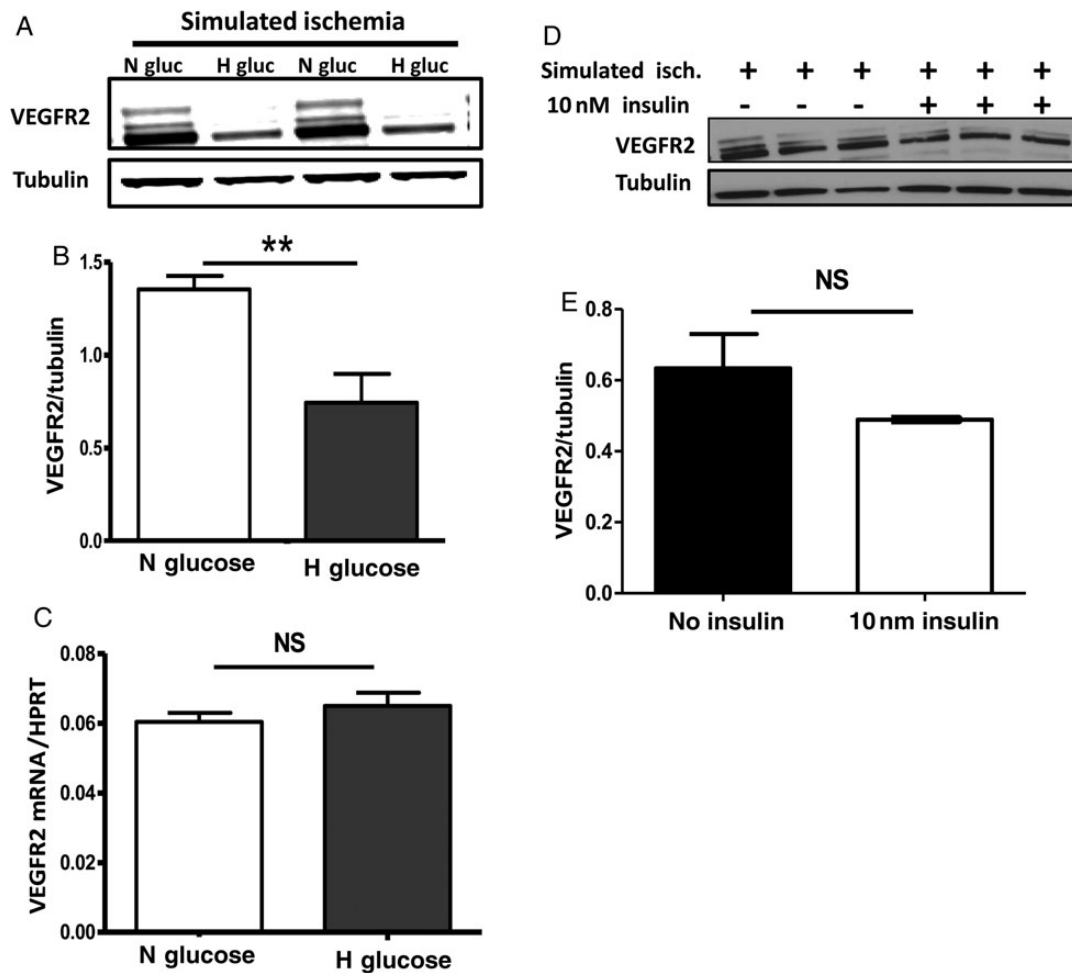 A
Simulated ischemia
N gluc H gluc N gluc H gluc
VEGFR2
Tubulin
B
**
1.5
1.0
0.5
0.0
VEGFR2/tubulin
N glucose H glucose
C
NS
0.08
0.06
0.04
0.02
0.00
VEGFR2 mRNA/HPRT
N glucose H glucose
D
Simulated isch. + + + + + +
10 nM insulin - - - + + +
VEGFR2
Tubulin
E
NS
0.8
0.6
0.4
0.2
0.0
VEGFR2/tubulin
No insulin 10 nm insulin